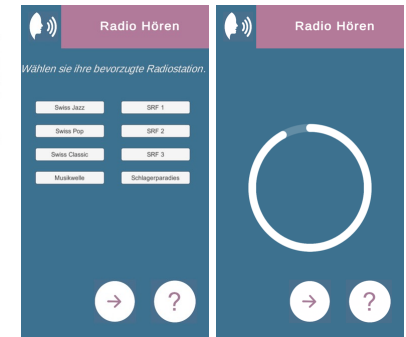 Radio Hören
Wählen sie ihre bevorzugte Radiostation.
Swiss Jazz
SRF 1
Swiss Pop
SRF 2
Swiss Classic
SRF 3
Musikwelle
Schlagerparadies
?
Radio Hören
?